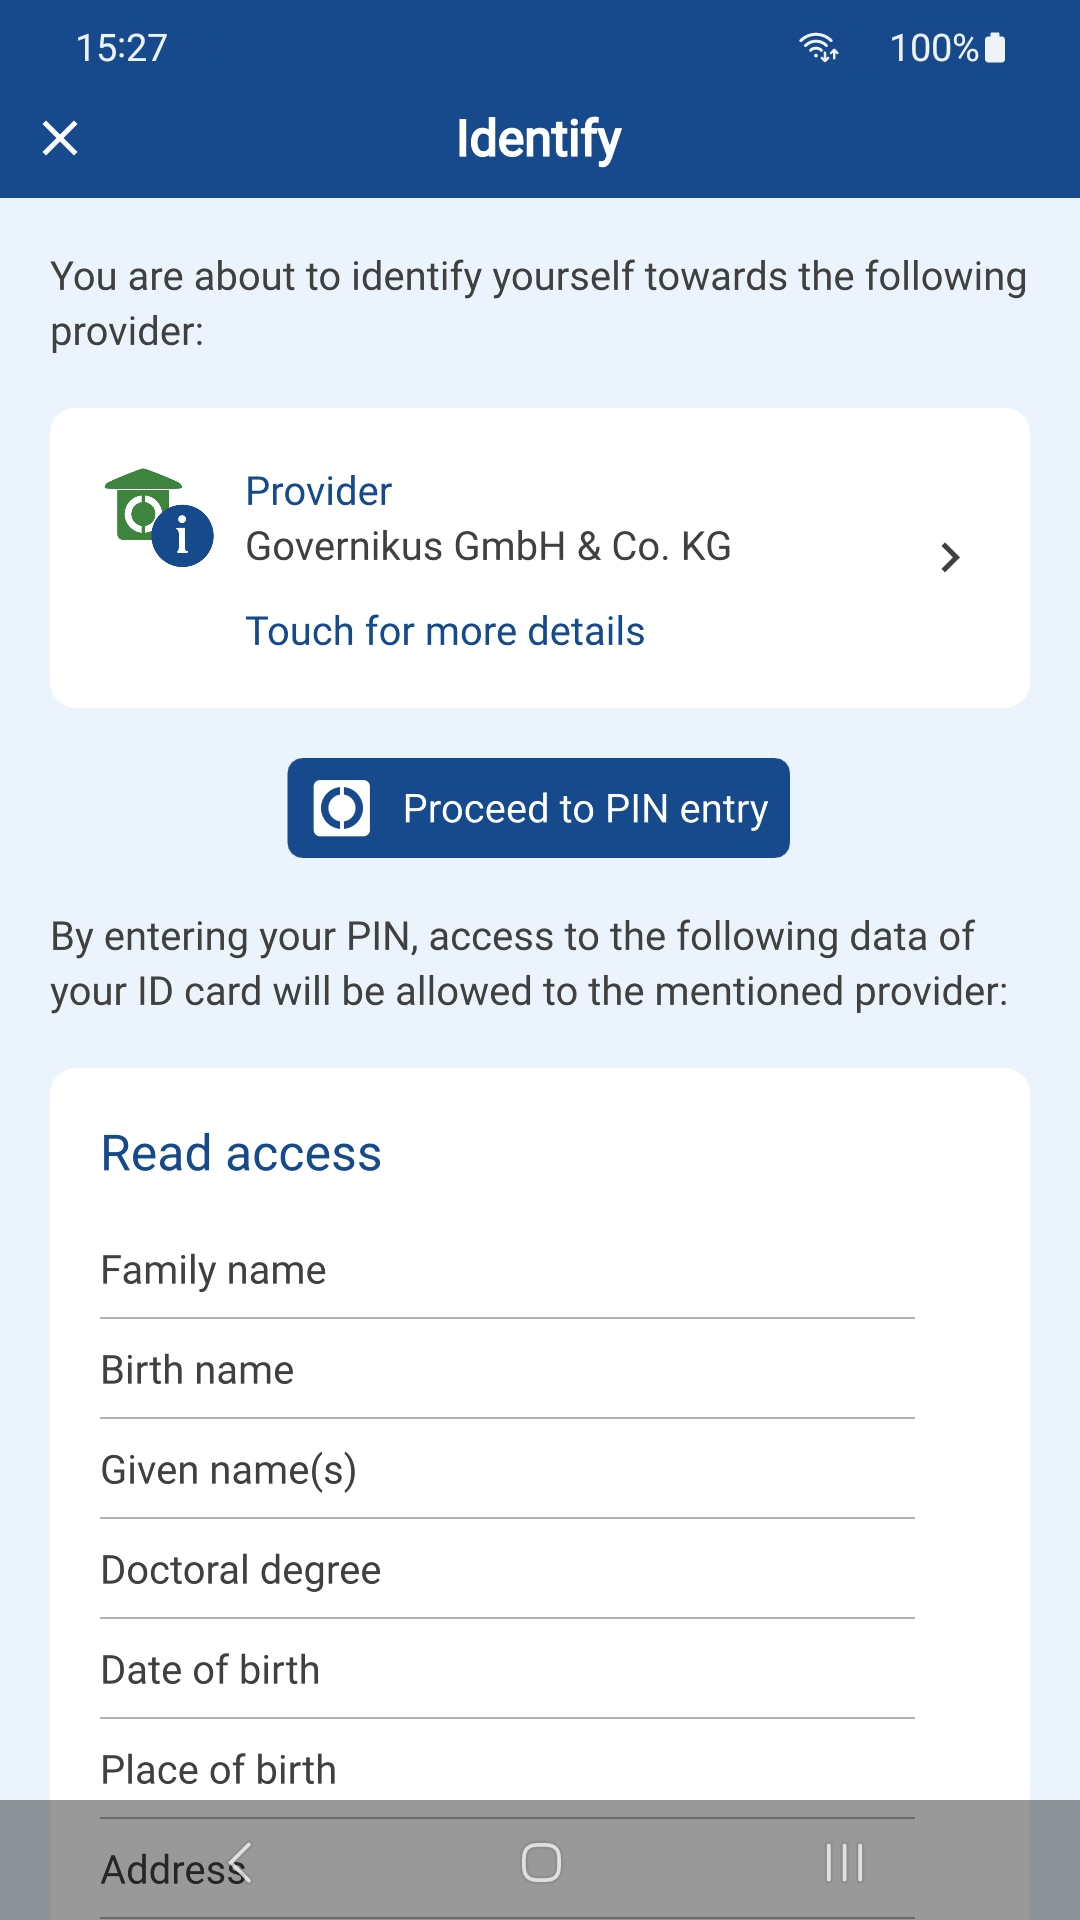 15:27
100%
Identify
You are about to identify yourself towards the following
provider:
Provider
Governikus GmbH & Co. KG
Touch for more details
Proceed to PIN entry
By entering your PIN, access to the following data of
your ID card will be allowed to the mentioned provider:
Read access
Family name
Birth name
Given name(s)
Doctoral degree
Date of birth
Place of birth
Address